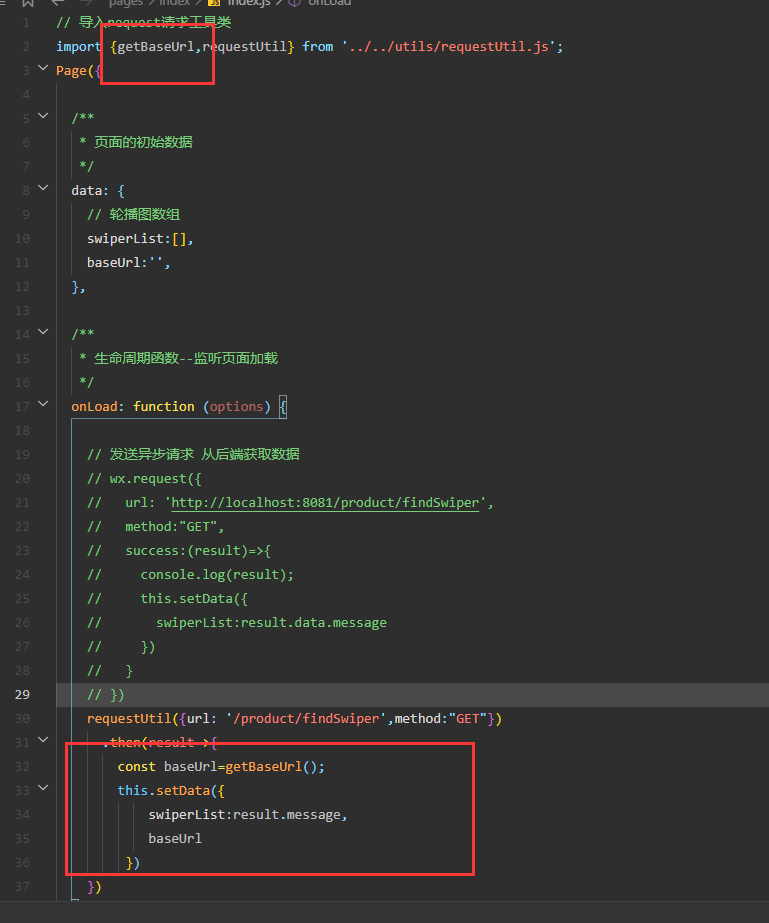 pages > index > index.js > onLoad
1 // 导入request请求工具类
2 import {getBaseUrl,requestUtil} from '../../utils/requestUtil.js';
3 Page({
4
5 /**
6 * 页面的初始数据
7 */
8 data: {
9 // 轮播图数组
10 swiperList:[],
11 baseUrl:'',
12 },
13
14 /**
15 * 生命周期函数--监听页面加载
16 */
17 onLoad: function (options) {
18
19 // 发送异步请求 从后端获取数据
20 // wx.request({
21 // url: 'http://localhost:8081/product/findSwiper',
22 // method:"GET",
23 // success:(result)=>{
24 // console.log(result);
25 // this.setData({
26 // swiperList:result.data.message
27 // })
28 // }
29 // })
30 requestUtil({url: '/product/findSwiper',method:"GET"})
31 .then(result=>{
32 const baseUrl=getBaseUrl();
33 this.setData({
34 swiperList:result.message,
35 baseUrl
36 })
37 })